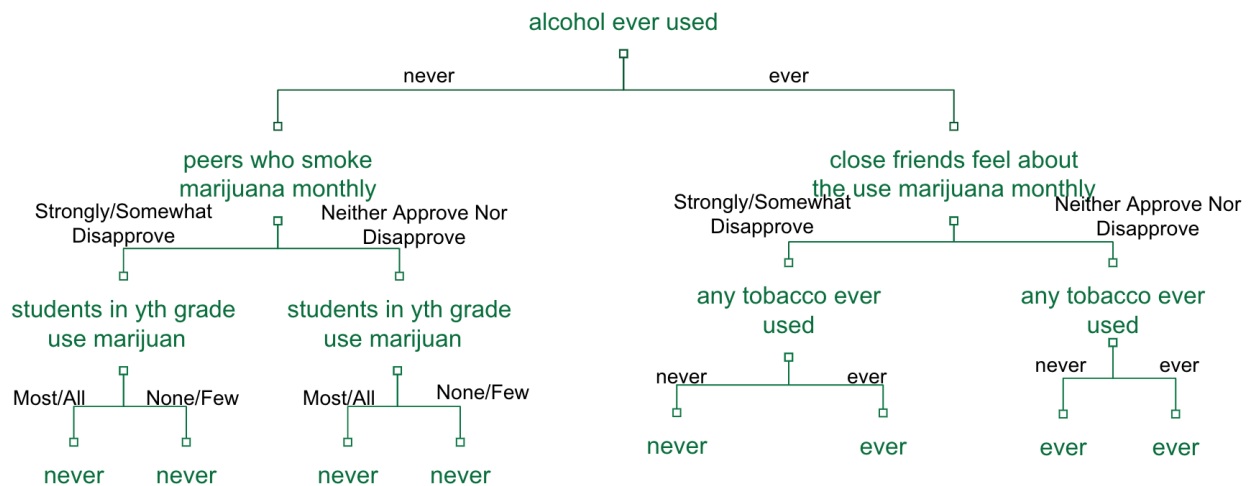 alcohol ever used
never
ever
peers who smoke
marijuana monthly
close friends feel about
the use marijuana monthly
Strongly/Somewhat
Disapprove
Neither Approve Nor
Disapprove
Strongly/Somewhat
Disapprove
Neither Approve Nor
Disapprove
students in yth grade
use marijuan
students in yth grade
use marijuan
any tobacco ever
used
any tobacco ever
used
Most/All
None/Few
Most/All
None/Few
never
ever
never
ever
never
never
never
never
never
ever
ever
ever